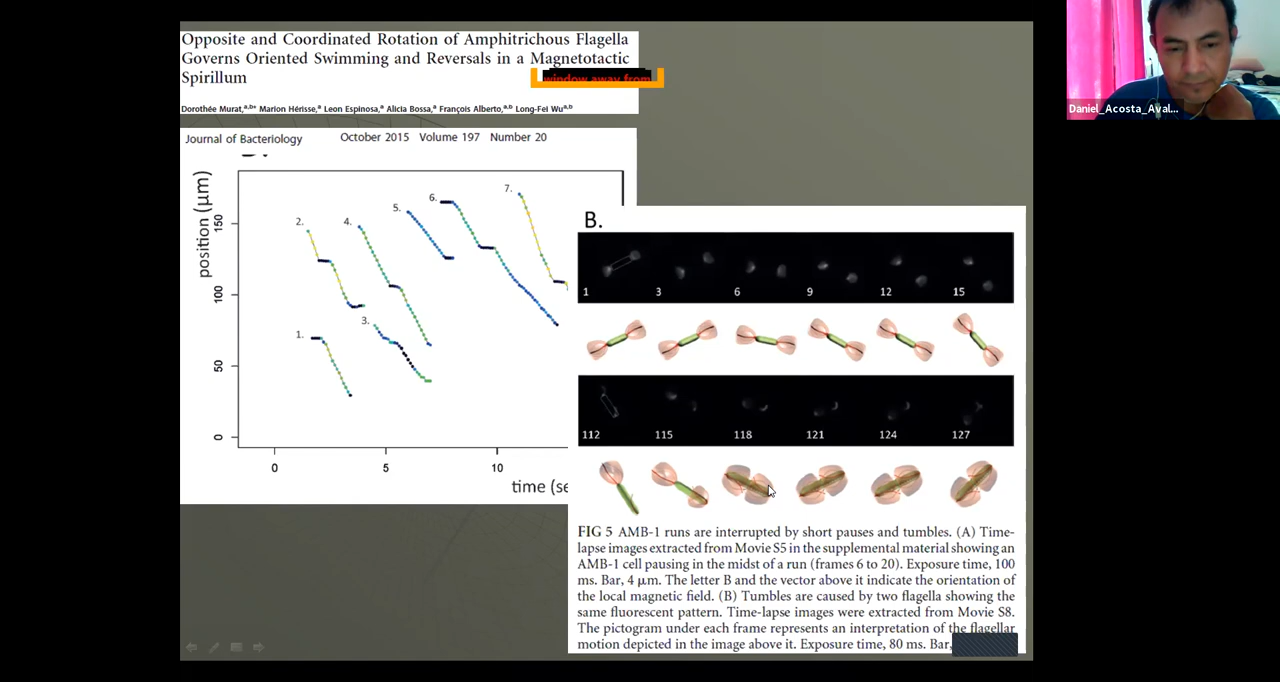 Opposite and Coordinated Rotation of Amphitrichous Flagella
Governs Oriented Swimming and Reversals in a Magnetotactic
Spirillum
window away from
Dorothée Murat,a,b* Marion Hérisse,a Leon Espinosa,a Alicia Bossa,a François Alberto,a,b Long-Fei Wua,b
Journal of Bacteriology October 2015 Volume 197 Number 20
position (µm)
150
100
50
0
1.
2.
3.
4.
5.
6.
7.
0 5 10
time (se
B.
1 3 6 9 12 15
112 115 118 121 124 127
FIG 5 AMB-1 runs are interrupted by short pauses and tumbles. (A) Time-
lapse images extracted from Movie S5 in the supplemental material showing an
AMB-1 cell pausing in the midst of a run (frames 6 to 20). Exposure time, 100
ms. Bar, 4 µm. The letter B and the vector above it indicate the orientation of
the local magnetic field. (B) Tumbles are caused by two flagella showing the
same fluorescent pattern. Time-lapse images were extracted from Movie S8.
The pictogram under each frame represents an interpretation of the flagellar
motion depicted in the image above it. Exposure time, 80 ms. Bar,
Daniel_Acosta_Aval...